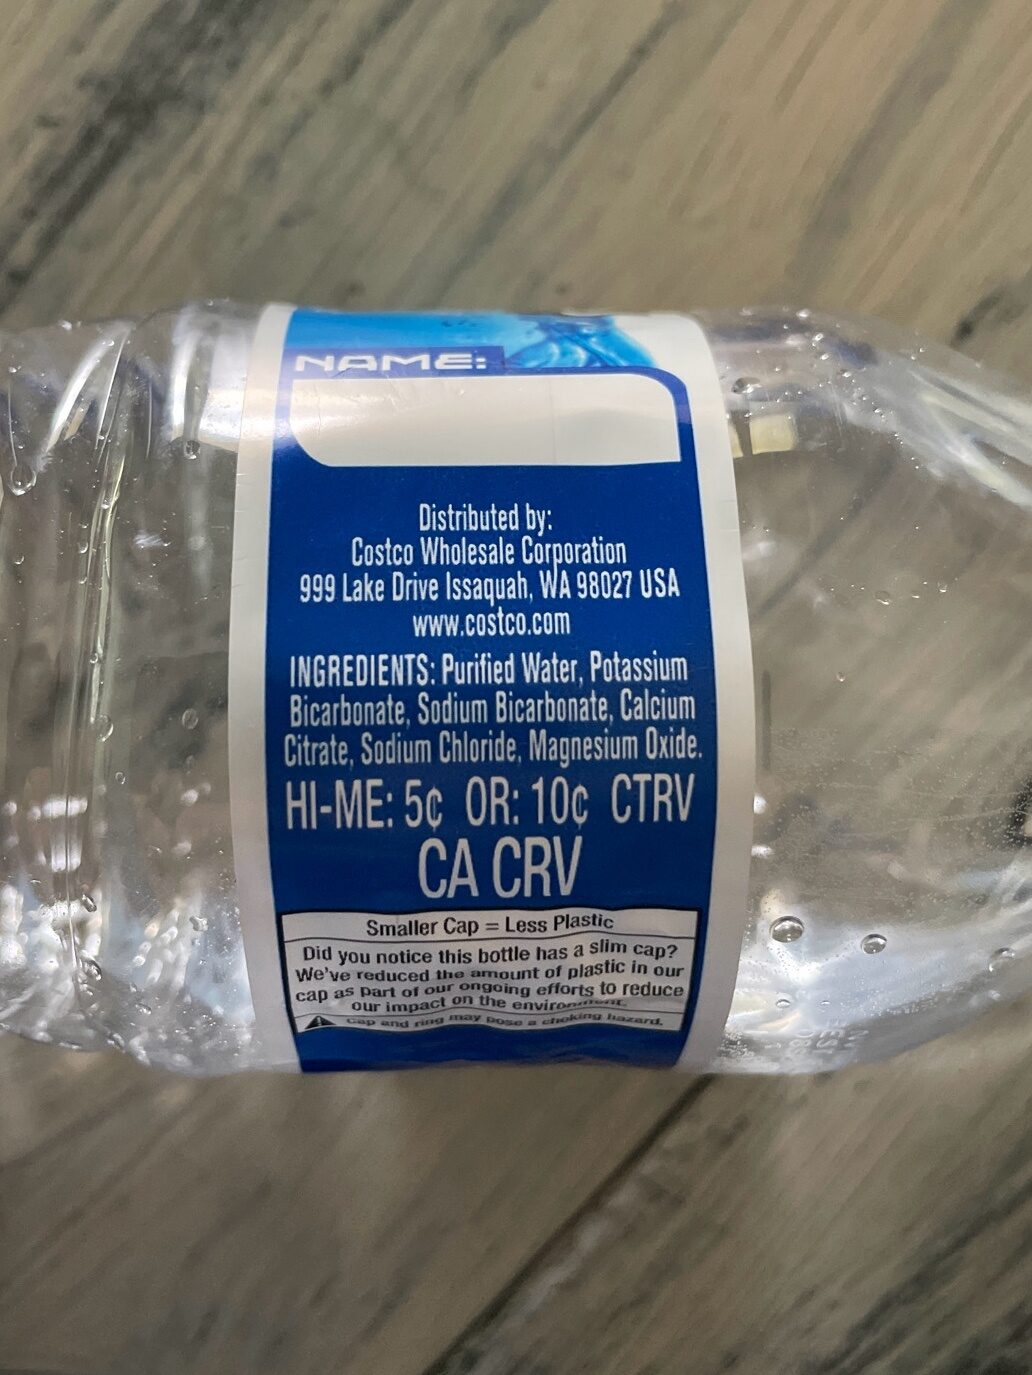 NAME:
Distributed by:
Costco Wholesale Corporation
999 Lake Drive Issaquah, WA 98027 USA
www.costco.com
INGREDIENTS: Purified Water, Potassium
Bicarbonate, Sodium Bicarbonate, Calcium
Citrate, Sodium Chloride, Magnesium Oxide.
HI-ME: 5¢ OR: 10¢ CTRV
CA CRV
Smaller Cap = Less Plastic
Did you notice this bottle has a slim cap?
We've reduced the amount of plastic in our
cap as part of our ongoing efforts to reduce
our impact on the environment.
Cap and ring may pose a choking hazard.